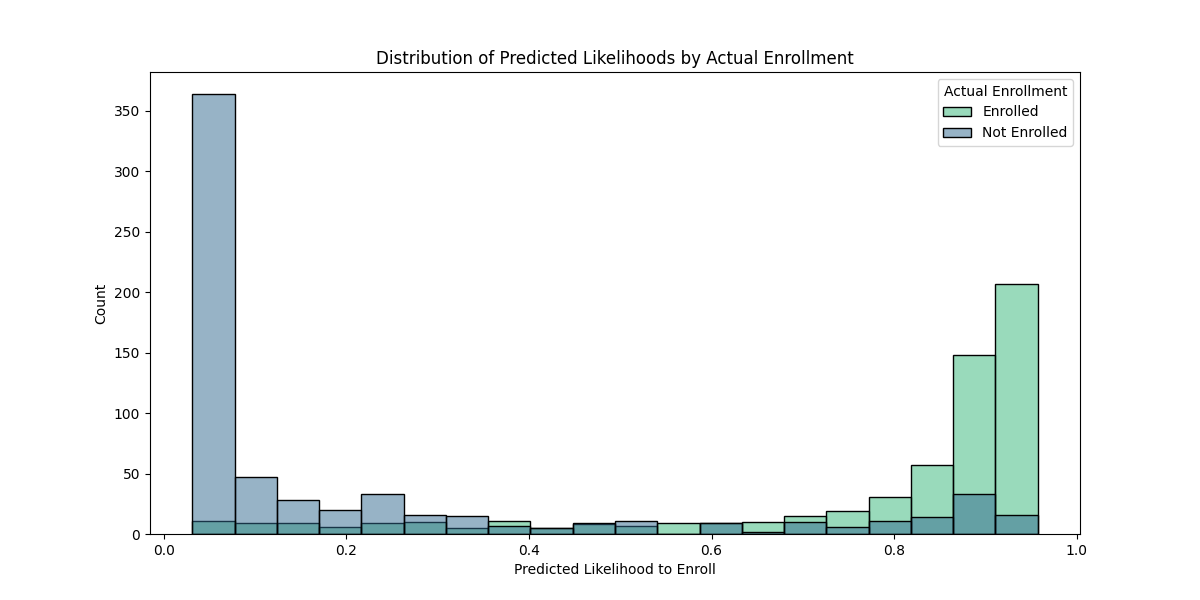 Distribution of Predicted Likelihoods by Actual Enrollment
Actual Enrollment
Enrolled
Not Enrolled
Count
350
300
250
200
150
100
50
0
0.0
0.2
0.4
0.6
0.8
1.0
Predicted Likelihood to Enroll